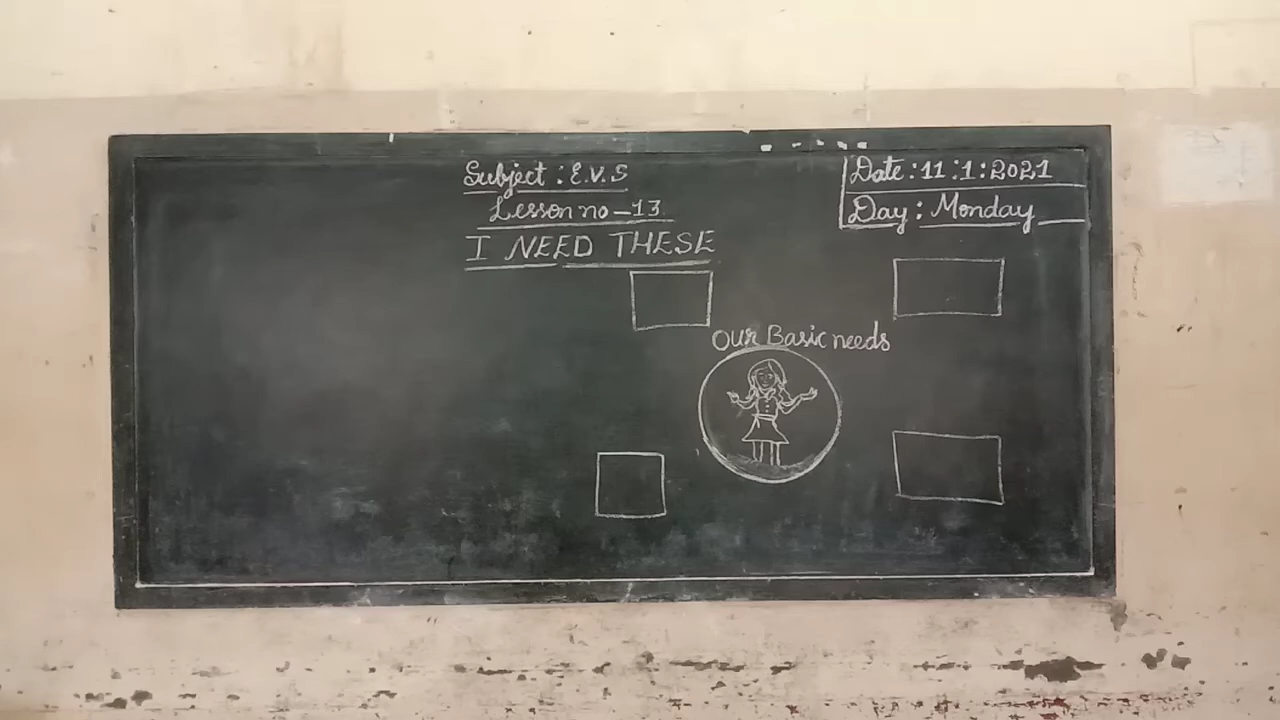 Subject : E.V.S
Lesson no - 13
I NEED THESE
Date : 11 : 1 : 2021
Day : Monday
Our Basic needs